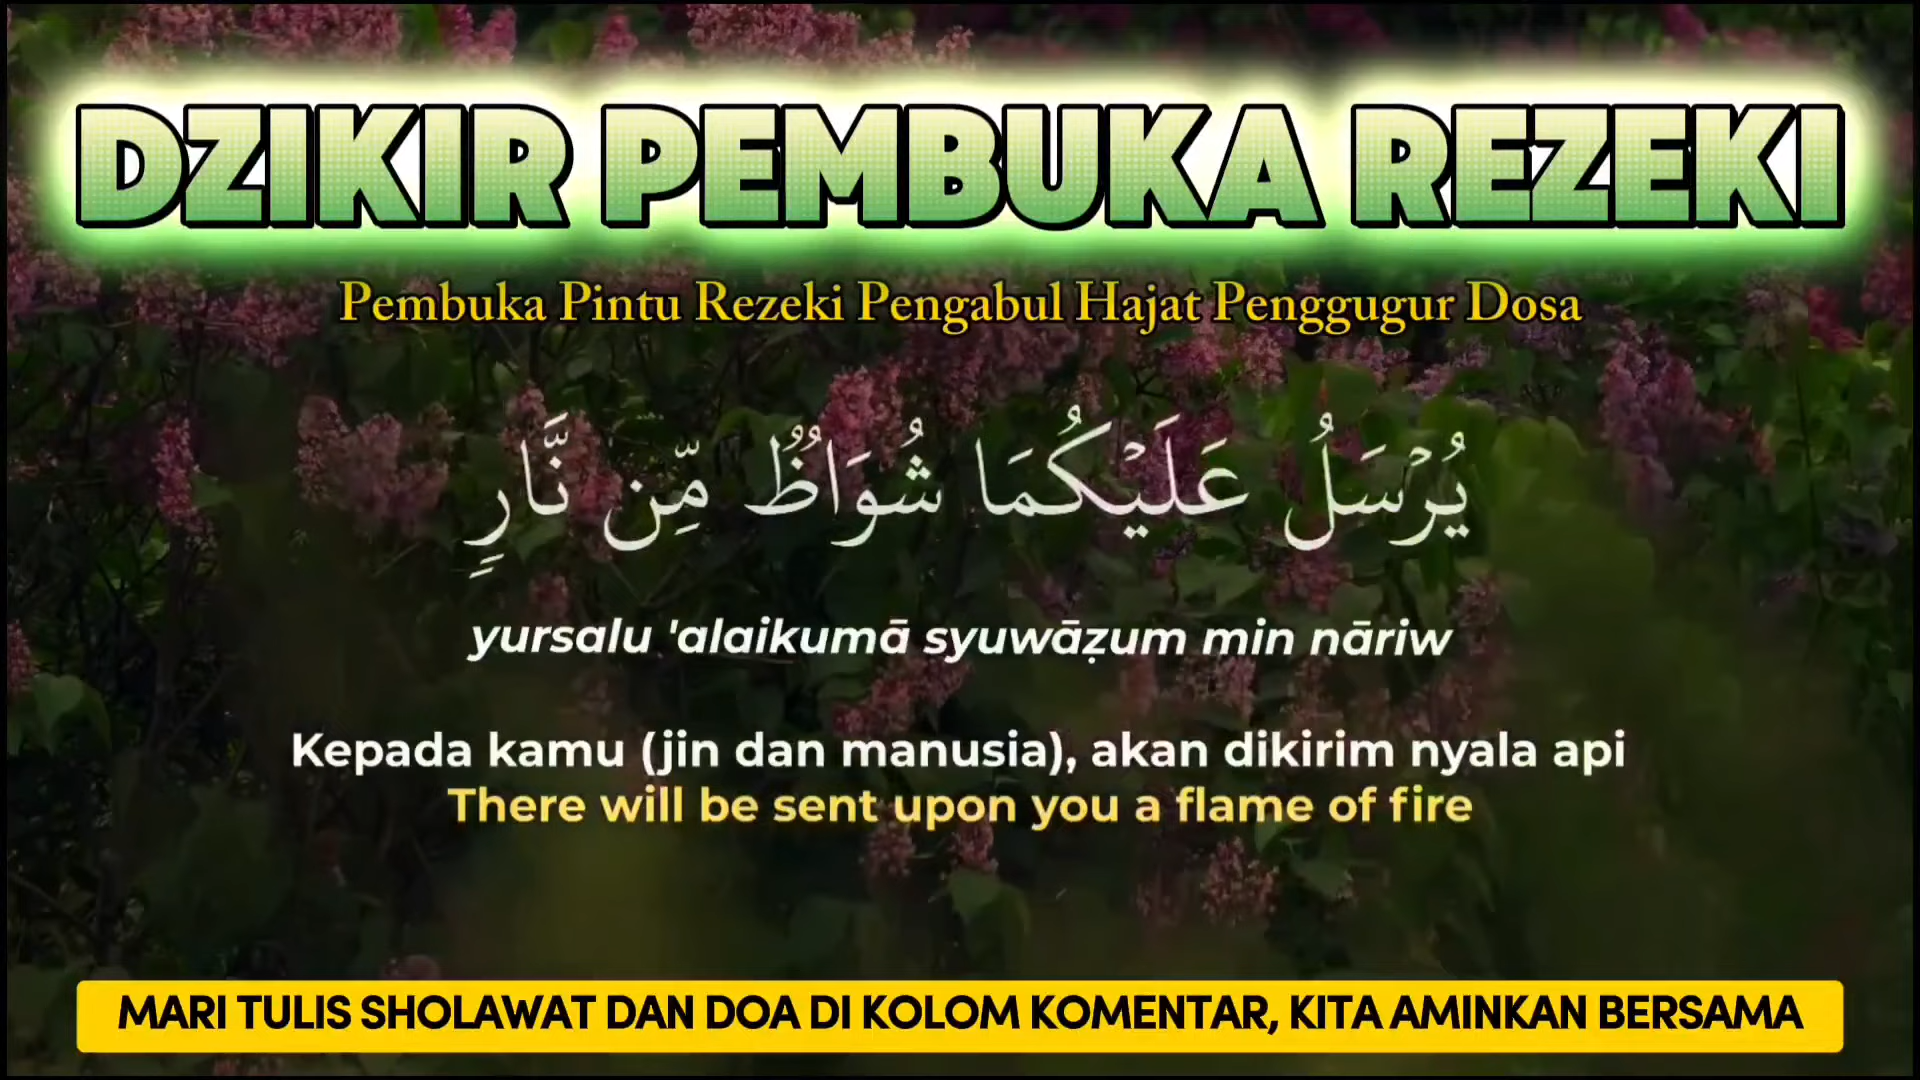 DZIKIR PEMBUKA REZEKI
Pembuka Pintu Rezeki Pengabul Hajat Penggugur Dosa
يُرْسَلُ عَلَيْكُمَا شُوَاظٌ مِّن نَّارٍ
yursalu 'alaikumā syuwāẓum min nāriw
Kepada kamu (jin dan manusia), akan dikirim nyala api
There will be sent upon you a flame of fire
MARI TULIS SHOLAWAT DAN DOA DI KOLOM KOMENTAR, KITA AMINKAN BERSAMA